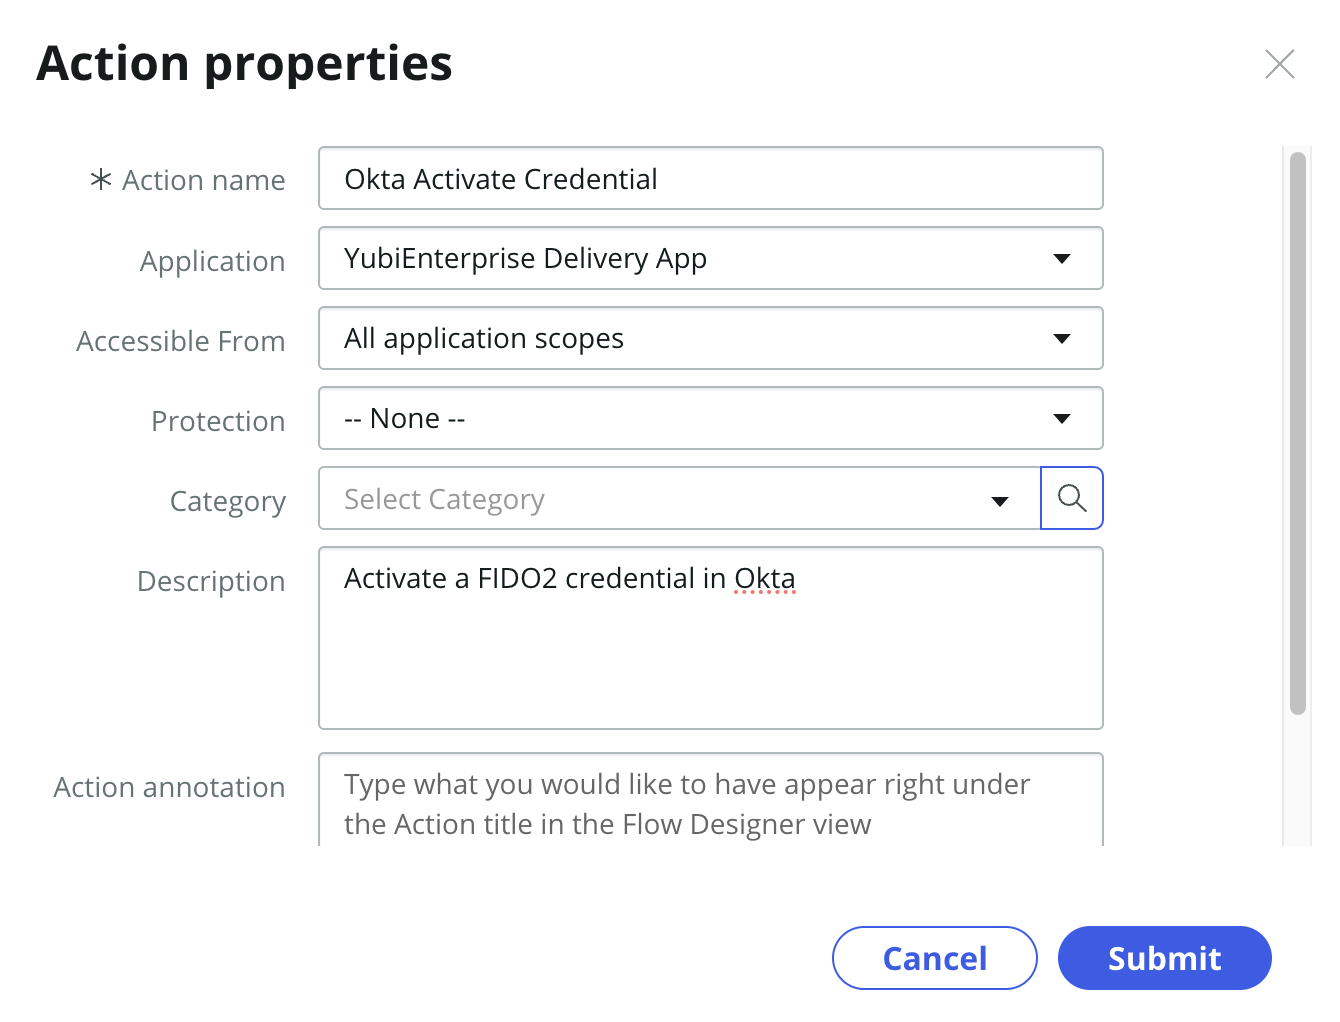 Action properties
* Action name
Okta Activate Credential
Application
YubiEnterprise Delivery App
Accessible From
All application scopes
Protection
-- None --
Category
Select Category
Description
Activate a FIDO2 credential in Okta
Action annotation
Type what you would like to have appear right under
the Action title in the Flow Designer view
Cancel
Submit